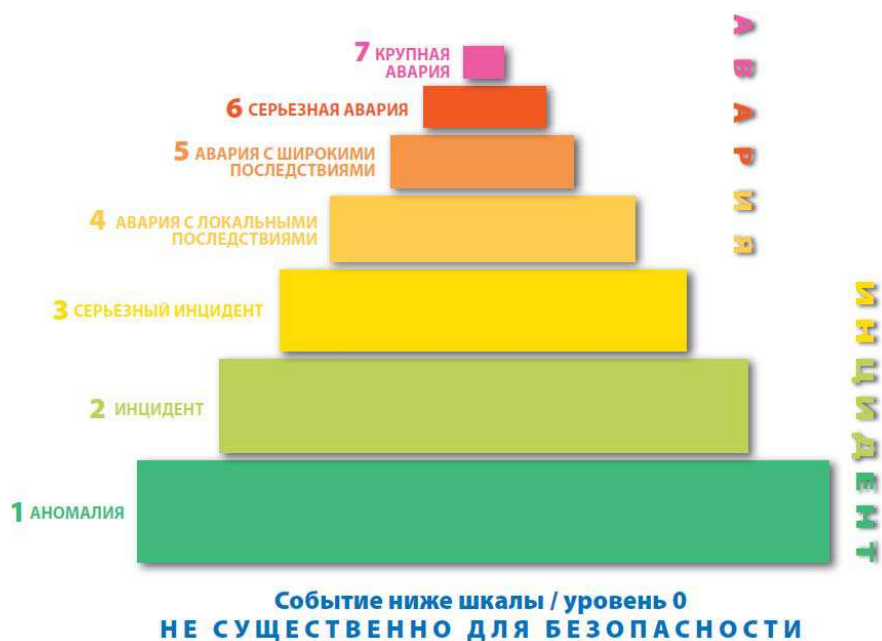 7 КРУПНАЯ
АВАРИЯ
6 СЕРЬЕЗНАЯ АВАРИЯ
5 АВАРИЯ С ШИРОКИМИ
ПОСЛЕДСТВИЯМИ
4 АВАРИЯ С ЛОКАЛЬНЫМИ
ПОСЛЕДСТВИЯМИ
3 СЕРЬЕЗНЫЙ ИНЦИДЕНТ
2 ИНЦИДЕНТ
1 АНОМАЛИЯ
АВАРИЯ
ИНЦИДЕНТ
Событие ниже шкалы / уровень 0
НЕ СУЩЕСТВЕННО ДЛЯ БЕЗОПАСНОСТИ